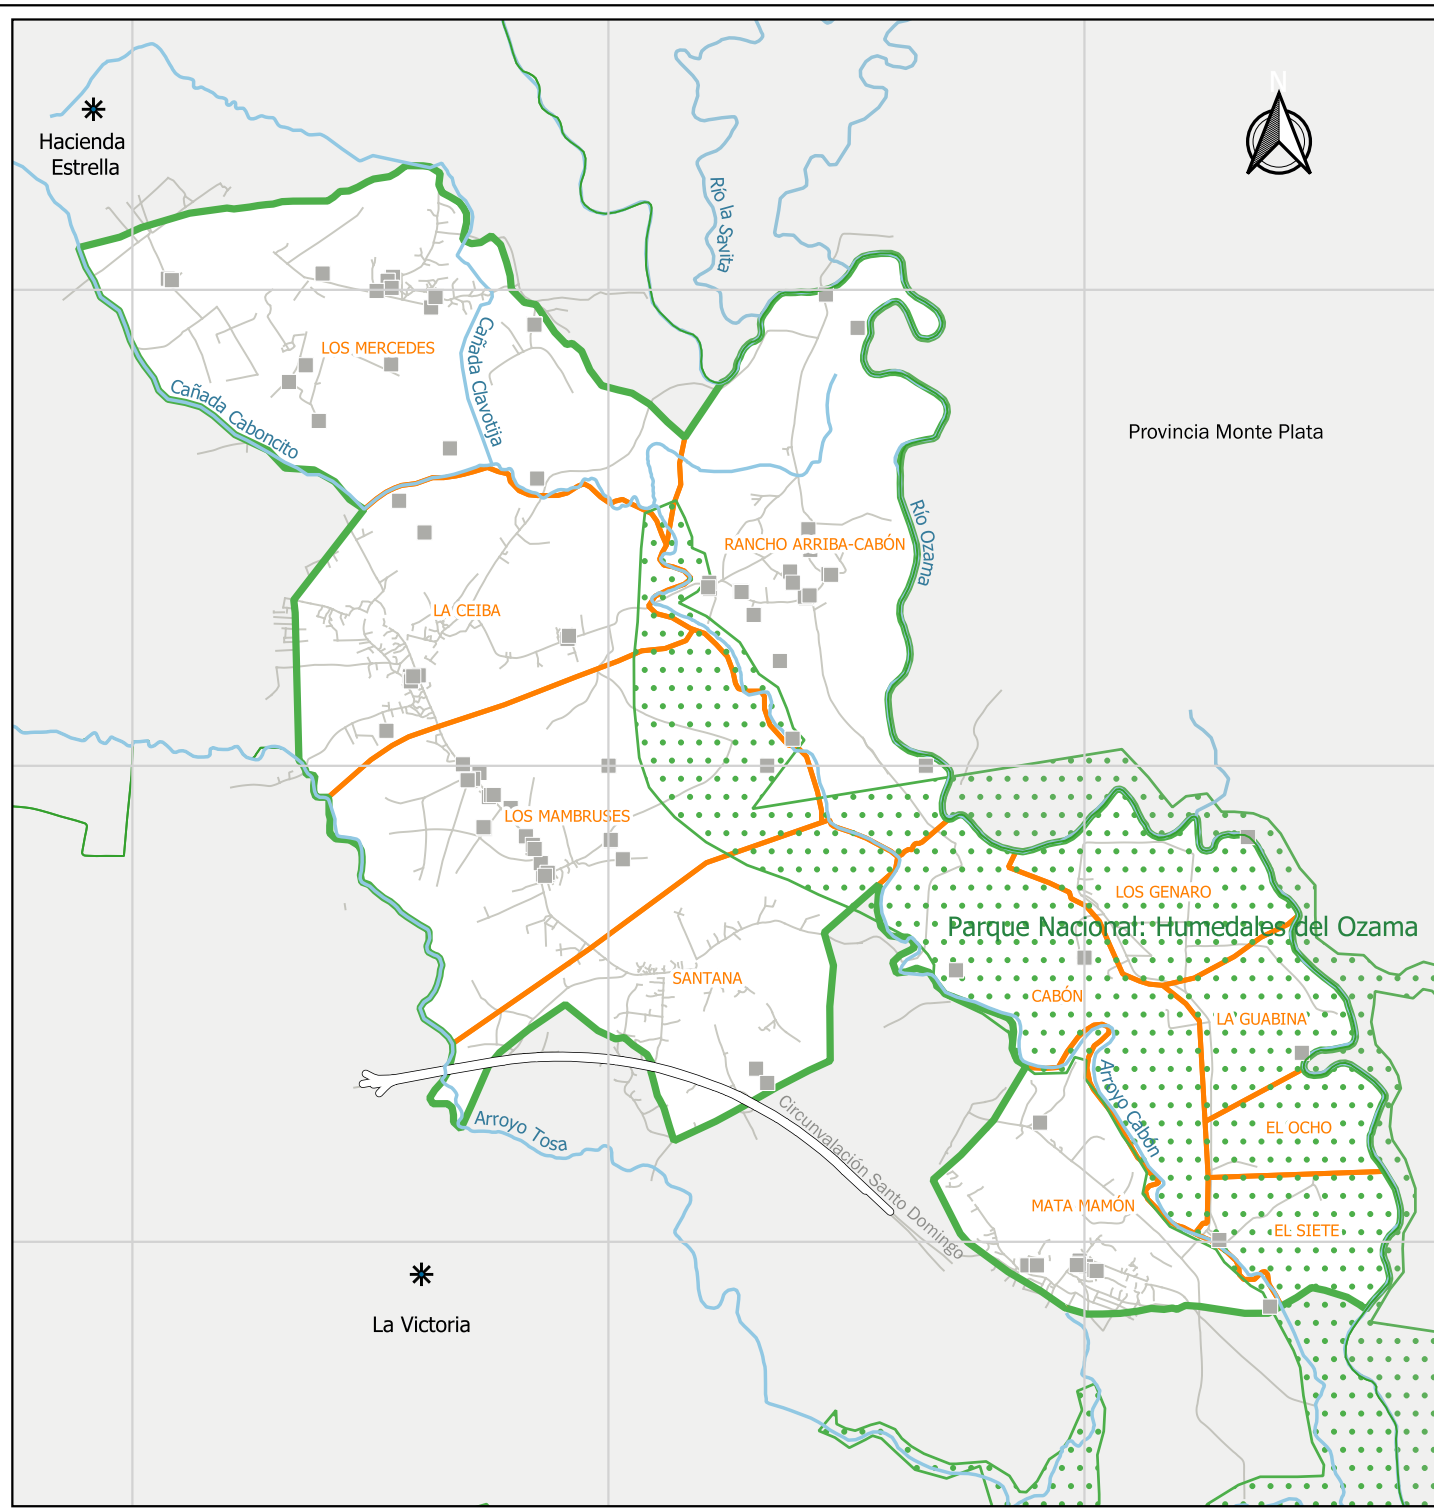 N
Hacienda
Estrella
Río la Savita
LOS MERCEDES
Cañada Clavotija
Cañada Caboncito
Provincia Monte Plata
Río Ozama
RANCHO ARRIBA-CABÓN
LA CEIBA
LOS MAMBRUSES
LOS GENARO
Parque Nacional: Humedales del Ozama
SANTANA
CABÓN
LA GUABINA
Arroyo Cabón
Arroyo Tosa
Circunvalación Santo Domingo
EL OCHO
MATA MAMÓN
EL SIETE
La Victoria